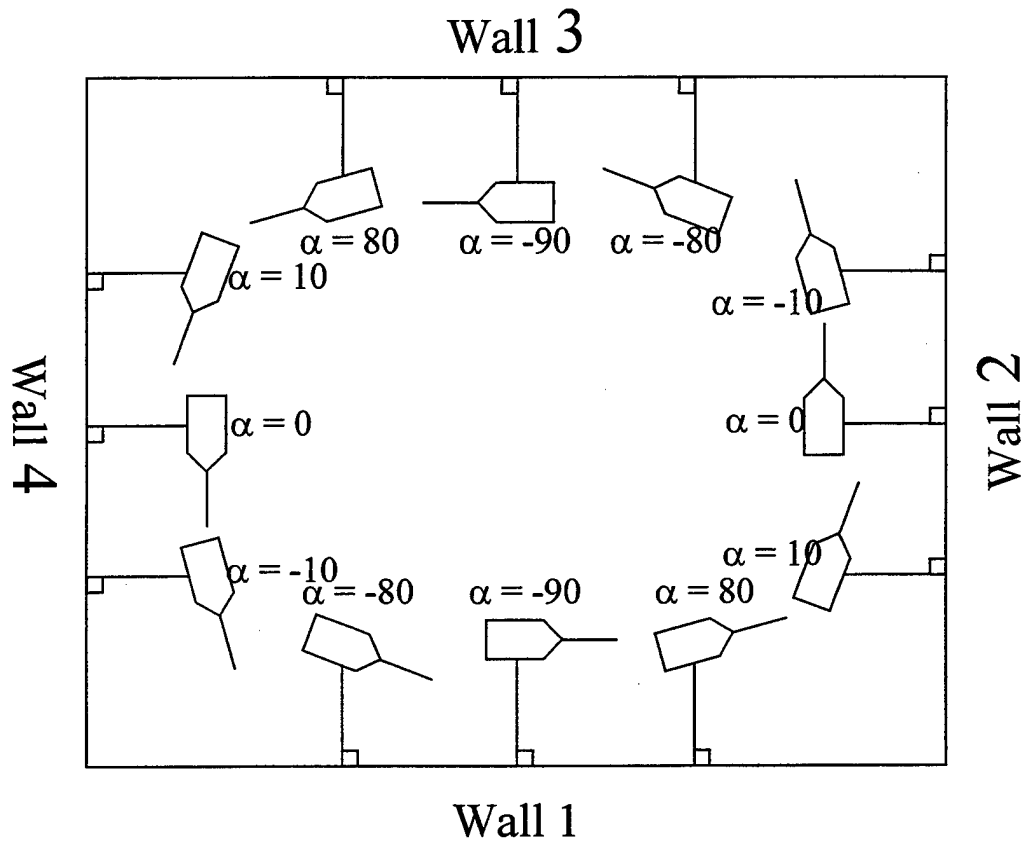 Wall 3
α = 80
α = -90
α = -80
α = 10
α = -10
Wall 4
α = 0
α = 0
Wall 2
α = -10
α = 10
α = -80
α = -90
α = 80
Wall 1